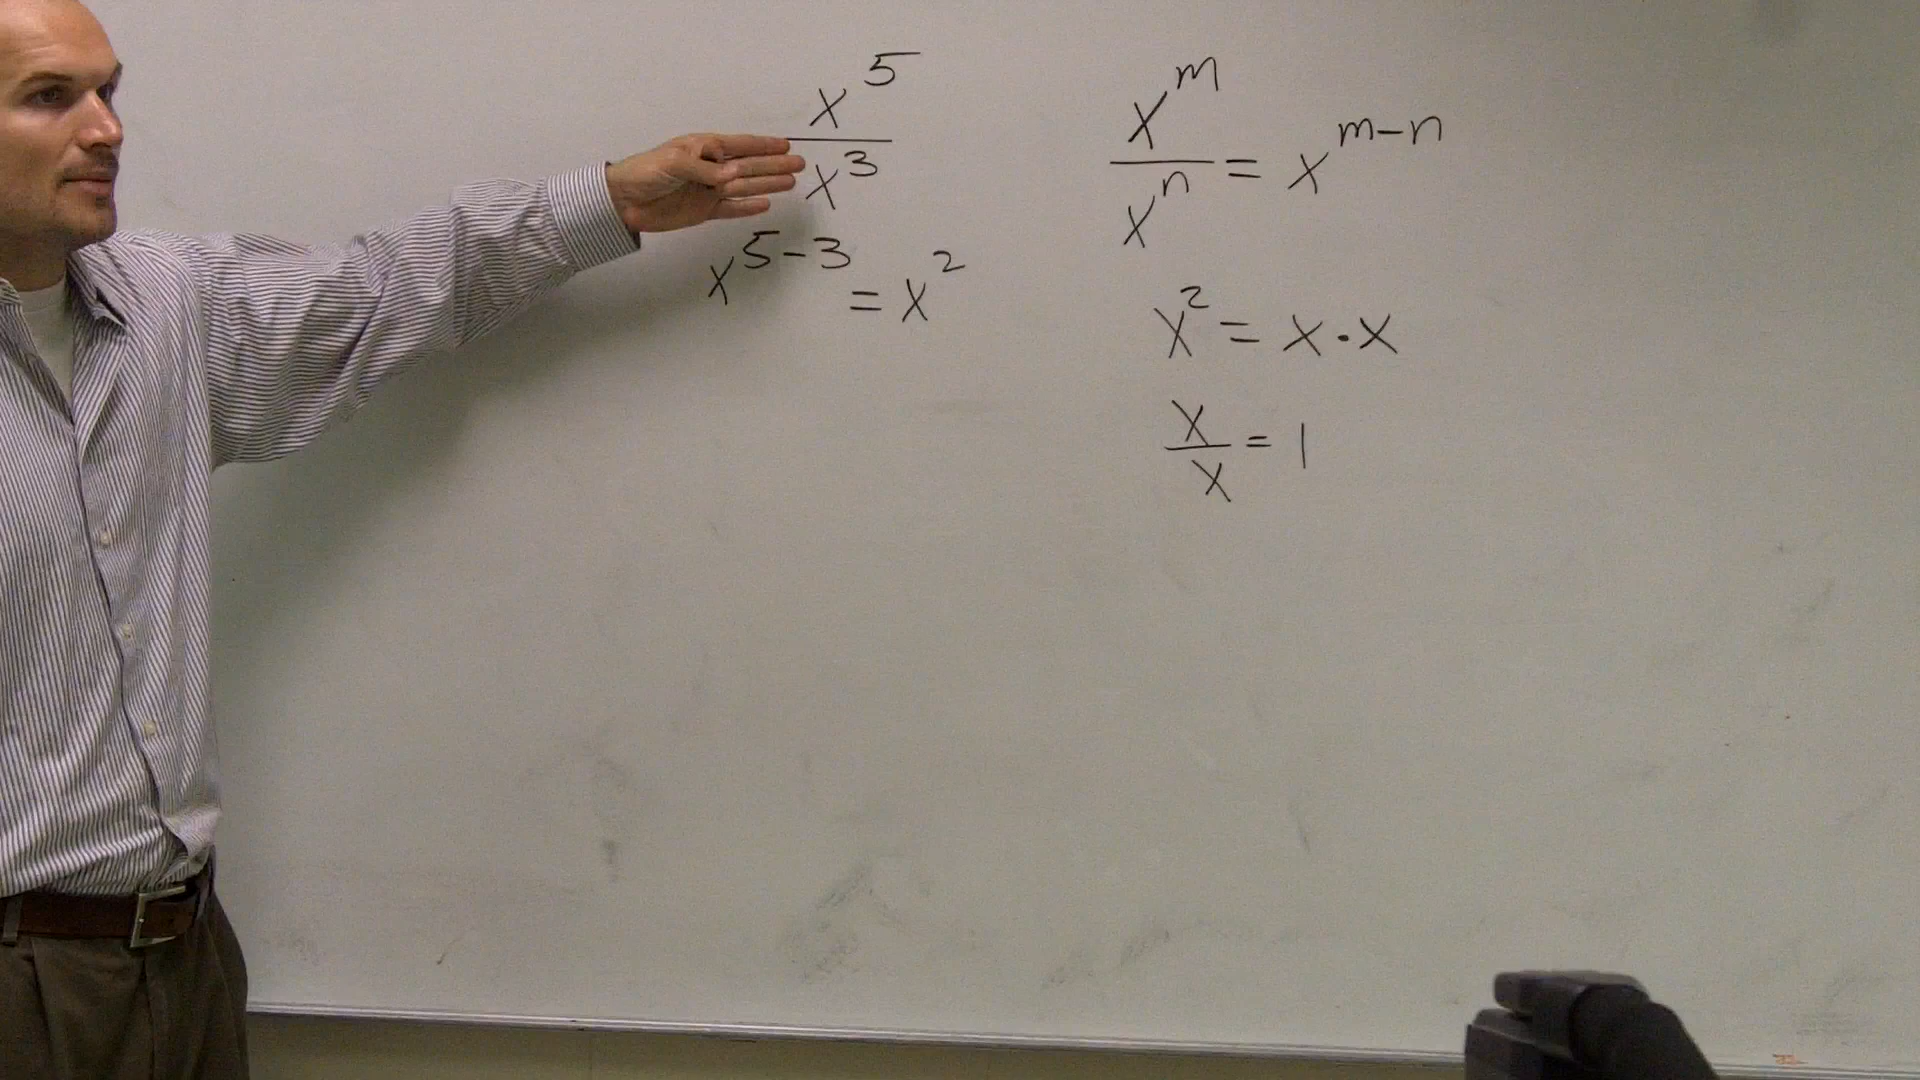 x^5
x^3
x^5-3 = x^2
x^m
x^n = x^m-n
x^2 = x · x
x
x = 1